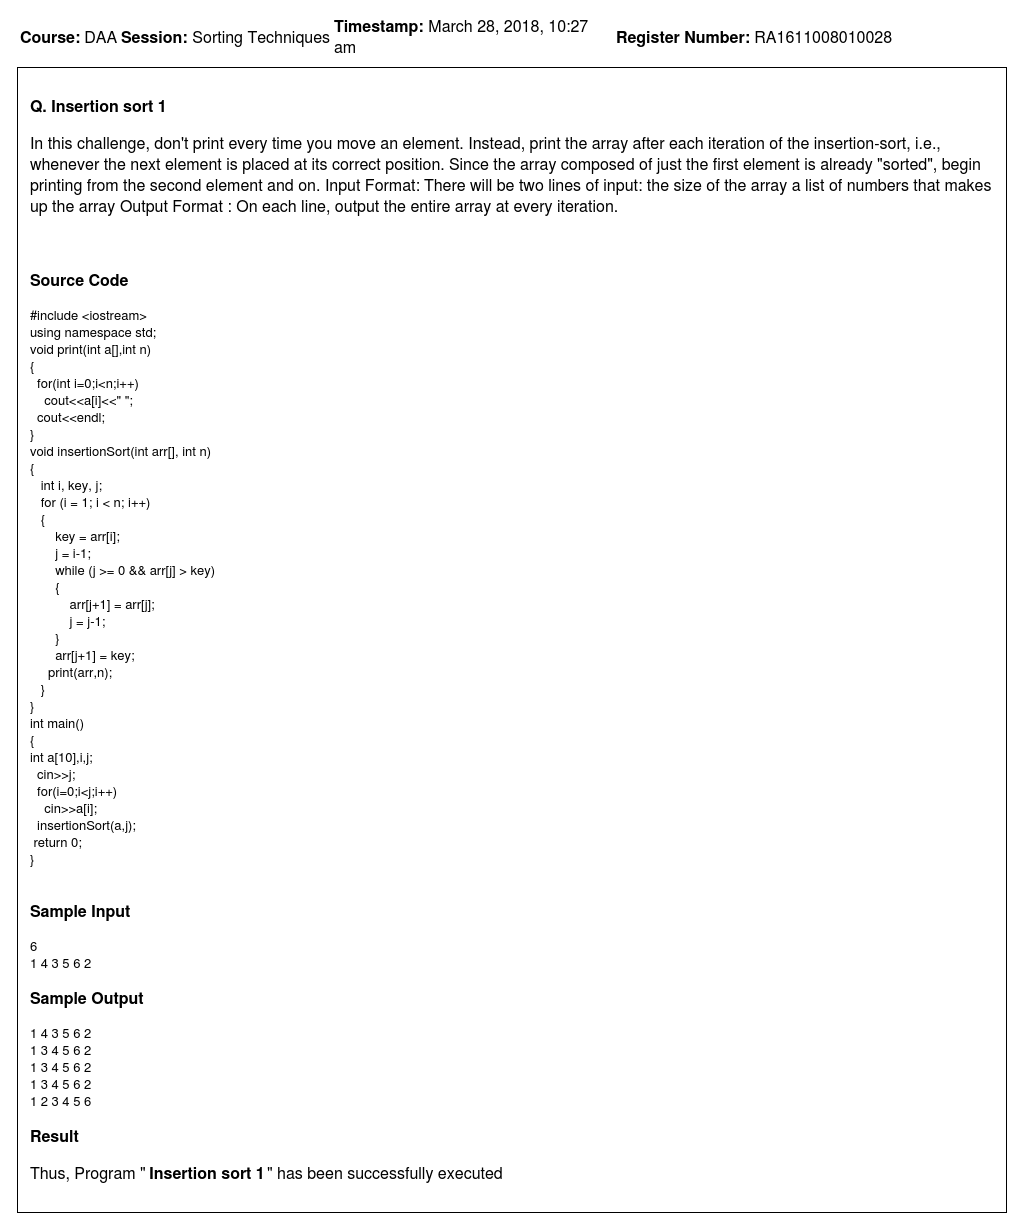 Course: DAA Session: Sorting Techniques Timestamp: March 28, 2018, 10:27 am Register Number: RA1611008010028
Q. Insertion sort 1
In this challenge, don't print every time you move an element. Instead, print the array after each iteration of the insertion-sort, i.e.,
whenever the next element is placed at its correct position. Since the array composed of just the first element is already "sorted", begin
printing from the second element and on. Input Format: There will be two lines of input: the size of the array a list of numbers that makes
up the array Output Format : On each line, output the entire array at every iteration.
Source Code
#include <iostream>
using namespace std;
void print(int a[],int n)
{
  for(int i=0;i<n;i++)
    cout<<a[i]<<" ";
  cout<<endl;
}
void insertionSort(int arr[], int n)
{
   int i, key, j;
   for (i = 1; i < n; i++)
   {
       key = arr[i];
       j = i-1;
       while (j >= 0 && arr[j] > key)
       {
           arr[j+1] = arr[j];
           j = j-1;
       }
       arr[j+1] = key;
     print(arr,n);
   }
}
int main()
{
int a[10],i,j;
  cin>>j;
  for(i=0;i<j;i++)
    cin>>a[i];
  insertionSort(a,j);
 return 0;
}
Sample Input
6
1 4 3 5 6 2
Sample Output
1 4 3 5 6 2
1 3 4 5 6 2
1 3 4 5 6 2
1 3 4 5 6 2
1 2 3 4 5 6
Result
Thus, Program " Insertion sort 1 " has been successfully executed